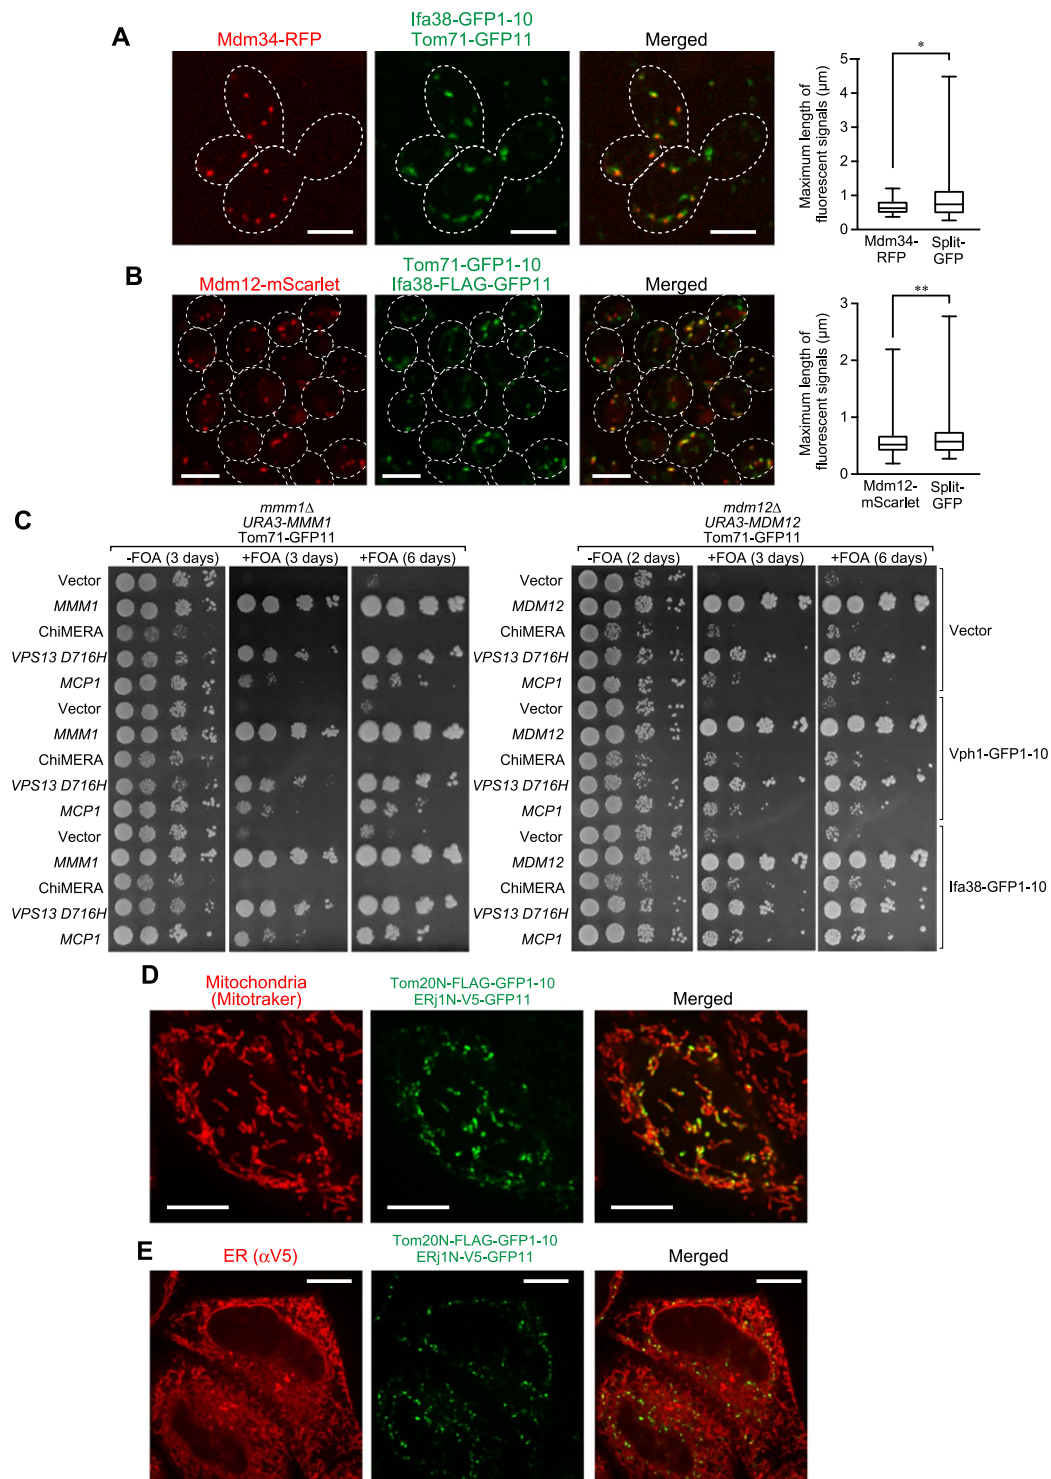 A
Mdm34-RFP
Ifa38-GFP1-10
Tom71-GFP11
Merged
Maximum length of
fluorescent signals (μm)
5
4
3
2
1
0
*
Mdm34-
RFP
Split-
GFP
B
Mdm12-mScarlet
Tom71-GFP1-10
Ifa38-FLAG-GFP11
Merged
Maximum length of
fluorescent signals (μm)
3
2
1
0
**
Mdm12-
mScarlet
Split-
GFP
C
mmm1Δ
URA3-MMM1
Tom71-GFP11
-FOA (3 days)
+FOA (3 days)
+FOA (6 days)
Vector
MMM1
ChiMERA
VPS13 D716H
MCP1
Vector
MMM1
ChiMERA
VPS13 D716H
MCP1
Vector
MMM1
ChiMERA
VPS13 D716H
MCP1
mdm12Δ
URA3-MDM12
Tom71-GFP11
-FOA (2 days)
+FOA (3 days)
+FOA (6 days)
Vector
MDM12
ChiMERA
VPS13 D716H
MCP1
Vector
MDM12
ChiMERA
VPS13 D716H
MCP1
Vector
MDM12
ChiMERA
VPS13 D716H
MCP1
Vector
Vph1-GFP1-10
Ifa38-GFP1-10
D
Mitochondria
(Mitotraker)
Tom20N-FLAG-GFP1-10
ERj1N-V5-GFP11
Merged
E
ER (αV5)
Tom20N-FLAG-GFP1-10
ERj1N-V5-GFP11
Merged